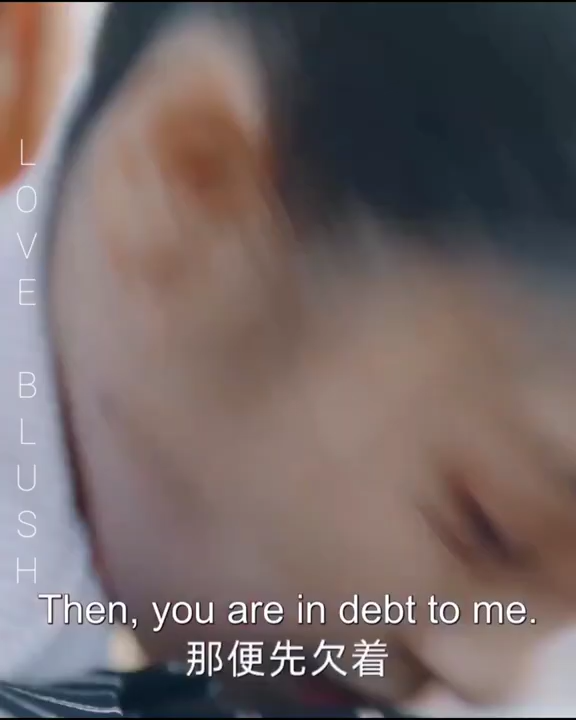 LOVE BLUSH
Then, you are in debt to me.
那便先欠着